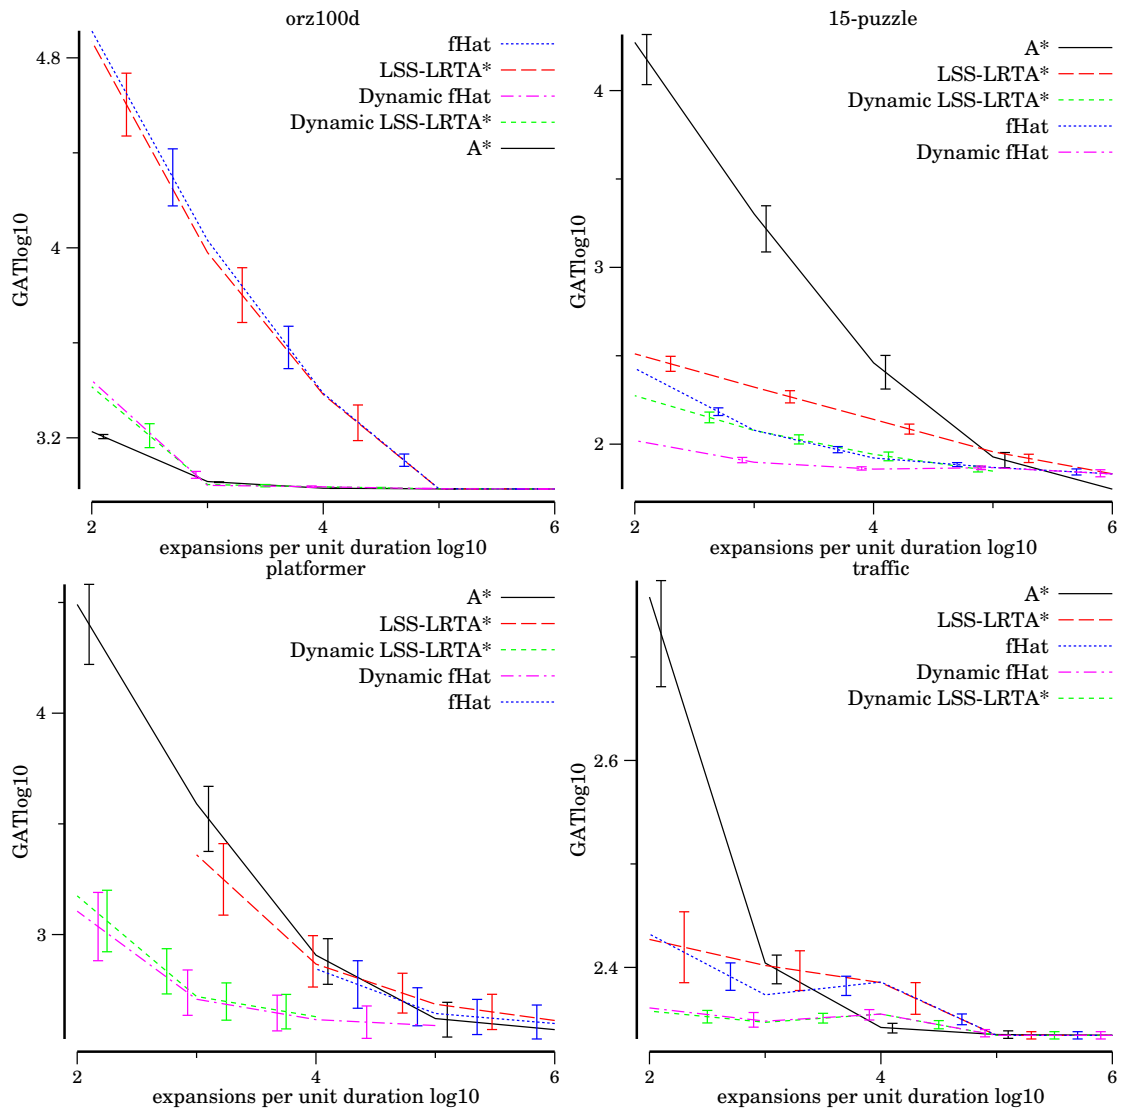 orz100d
4.8
4
3.2
GATlog10
fHat
LSS-LRTA*
Dynamic fHat
Dynamic LSS-LRTA*
A*
2
4
6
expansions per unit duration log10
15-puzzle
4
3
2
GATlog10
A*
LSS-LRTA*
Dynamic LSS-LRTA*
fHat
Dynamic fHat
2
4
6
expansions per unit duration log10
platformer
4
3
GATlog10
A*
LSS-LRTA*
Dynamic LSS-LRTA*
Dynamic fHat
fHat
2
4
6
expansions per unit duration log10
traffic
2.6
2.4
GATlog10
A*
LSS-LRTA*
fHat
Dynamic fHat
Dynamic LSS-LRTA*
2
4
6
expansions per unit duration log10